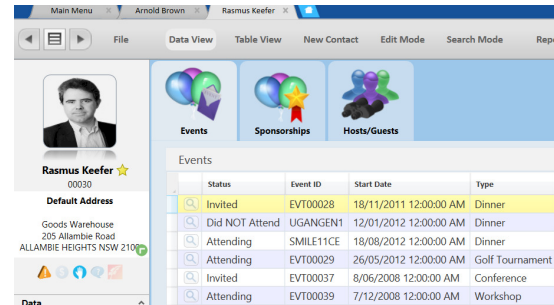 Main Menu
Arnold Brown
Rasmus Keefer
File
Data View
Table View
New Contact
Edit Mode
Search Mode
Events
Sponsorships
Hosts/Guests
Rasmus Keefer
00030
Default Address
Goods Warehouse
205 Allambie Road
ALLAMBIE HEIGHTS NSW 2100
Data
Events
Status Event ID Start Date Type
Invited EVT00028 18/11/2011 12:00:00 AM Dinner
Did NOT Attend UGANGEN1 12/01/2012 12:00:00 AM Dinner
Attending SMILE11CE 18/08/2012 12:00:00 AM Dinner
Attending EVT00029 26/05/2012 12:00:00 AM Golf Tournament
Invited EVT00037 8/06/2008 12:00:00 AM Conference
Attending EVT00039 7/12/2008 12:00:00 AM Workshop